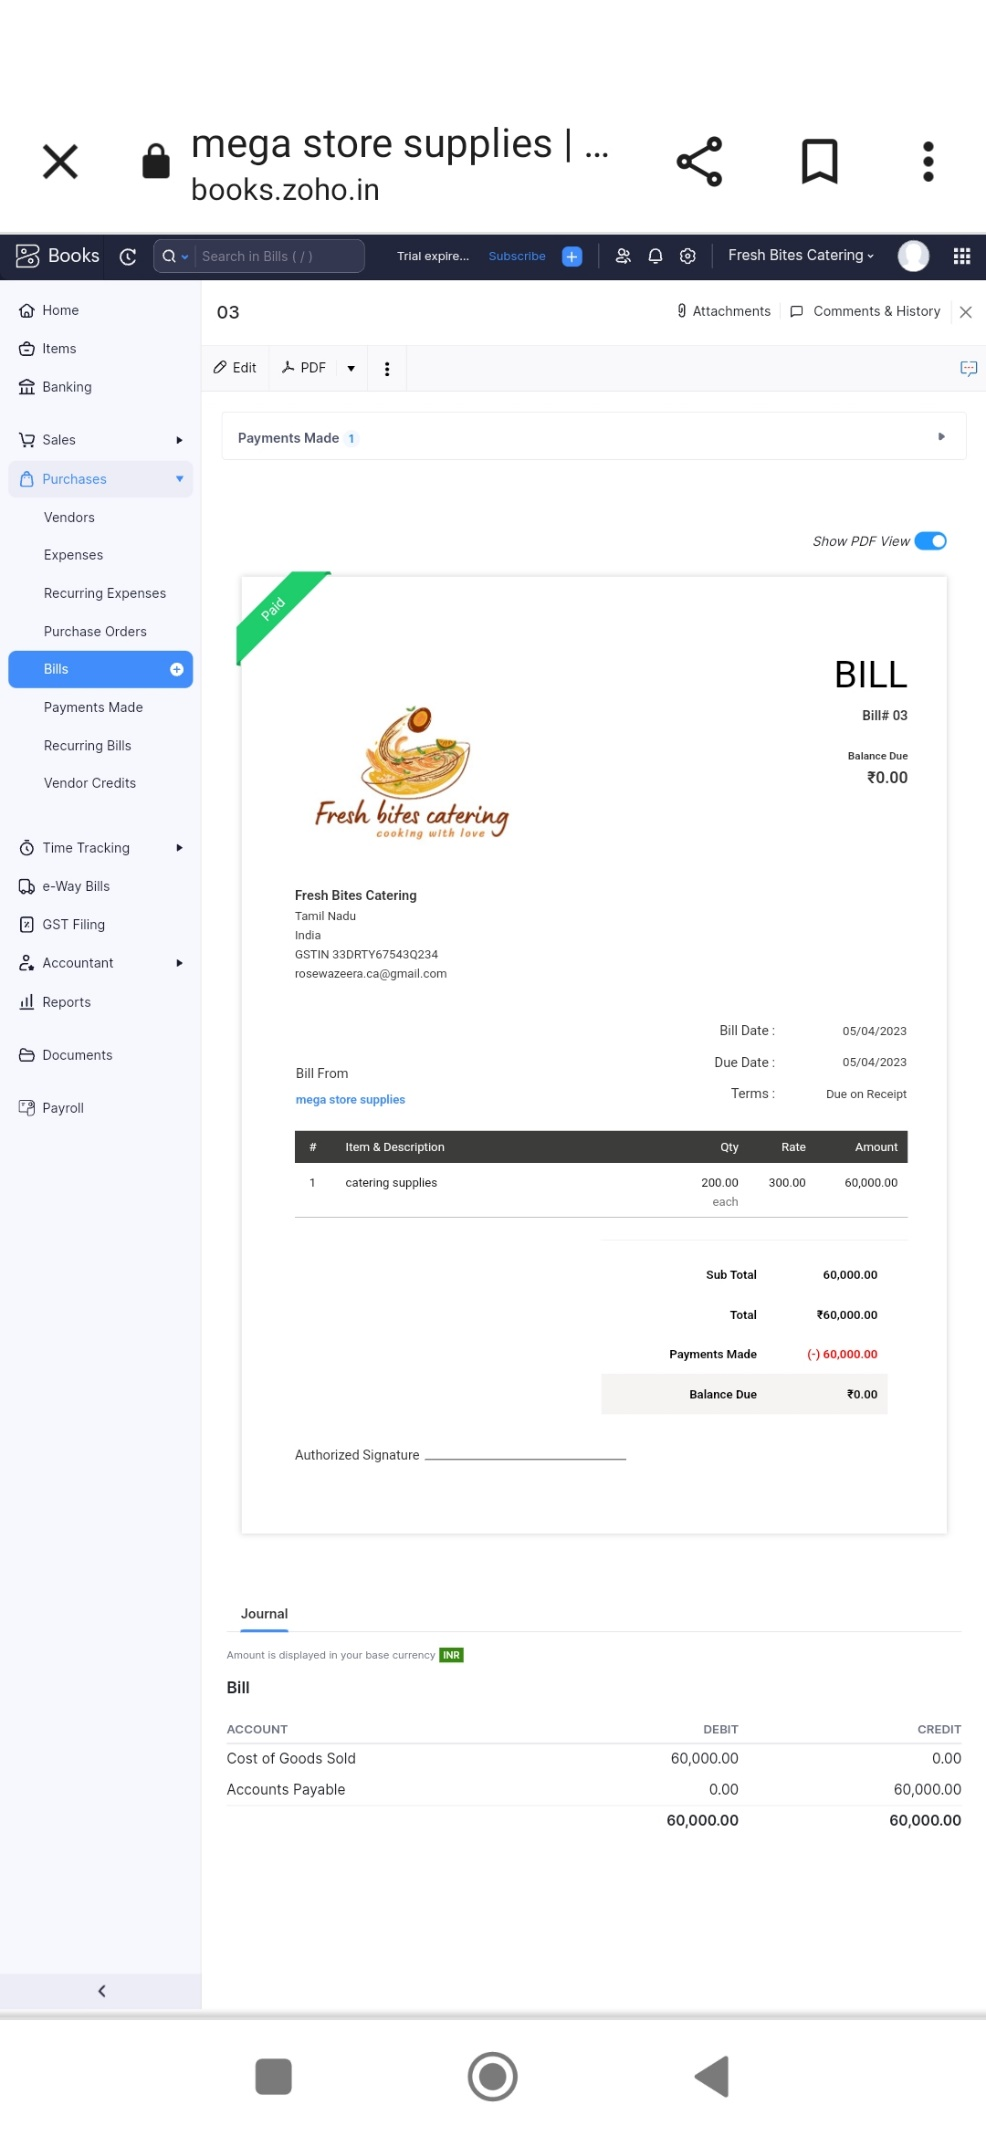 mega store supplies | ...
books.zoho.in
Books
Search in Bills ( / )
Trial expire...
Subscribe
Fresh Bites Catering
Home
Items
Banking
Sales
Purchases
Vendors
Expenses
Recurring Expenses
Purchase Orders
Bills
Payments Made
Recurring Bills
Vendor Credits
Time Tracking
e-Way Bills
GST Filing
Accountant
Reports
Documents
Payroll
03
Attachments
Comments & History
Edit
PDF
Payments Made 1
Show PDF View
Paid
BILL
Bill# 03
Balance Due
₹0.00
Fresh bites catering
cooking with love
Fresh Bites Catering
Tamil Nadu
India
GSTIN 33DRTY67543Q234
rosewazeera.ca@gmail.com
Bill Date : 05/04/2023
Due Date : 05/04/2023
Terms : Due on Receipt
Bill From
mega store supplies
# Item & Description Qty Rate Amount
1 catering supplies 200.00 300.00 60,000.00
each
Sub Total 60,000.00
Total ₹60,000.00
Payments Made (-) 60,000.00
Balance Due ₹0.00
Authorized Signature
Journal
Amount is displayed in your base currency INR
Bill
ACCOUNT DEBIT CREDIT
Cost of Goods Sold 60,000.00 0.00
Accounts Payable 0.00 60,000.00
60,000.00 60,000.00